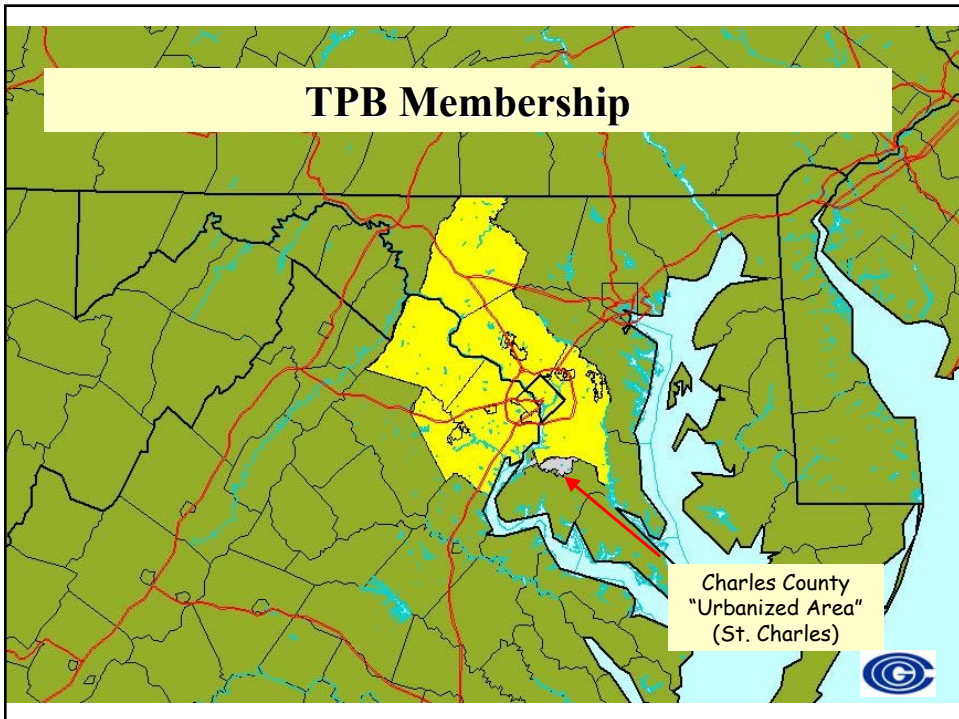 TPB Membership
Charles County
“Urbanized Area”
(St. Charles)